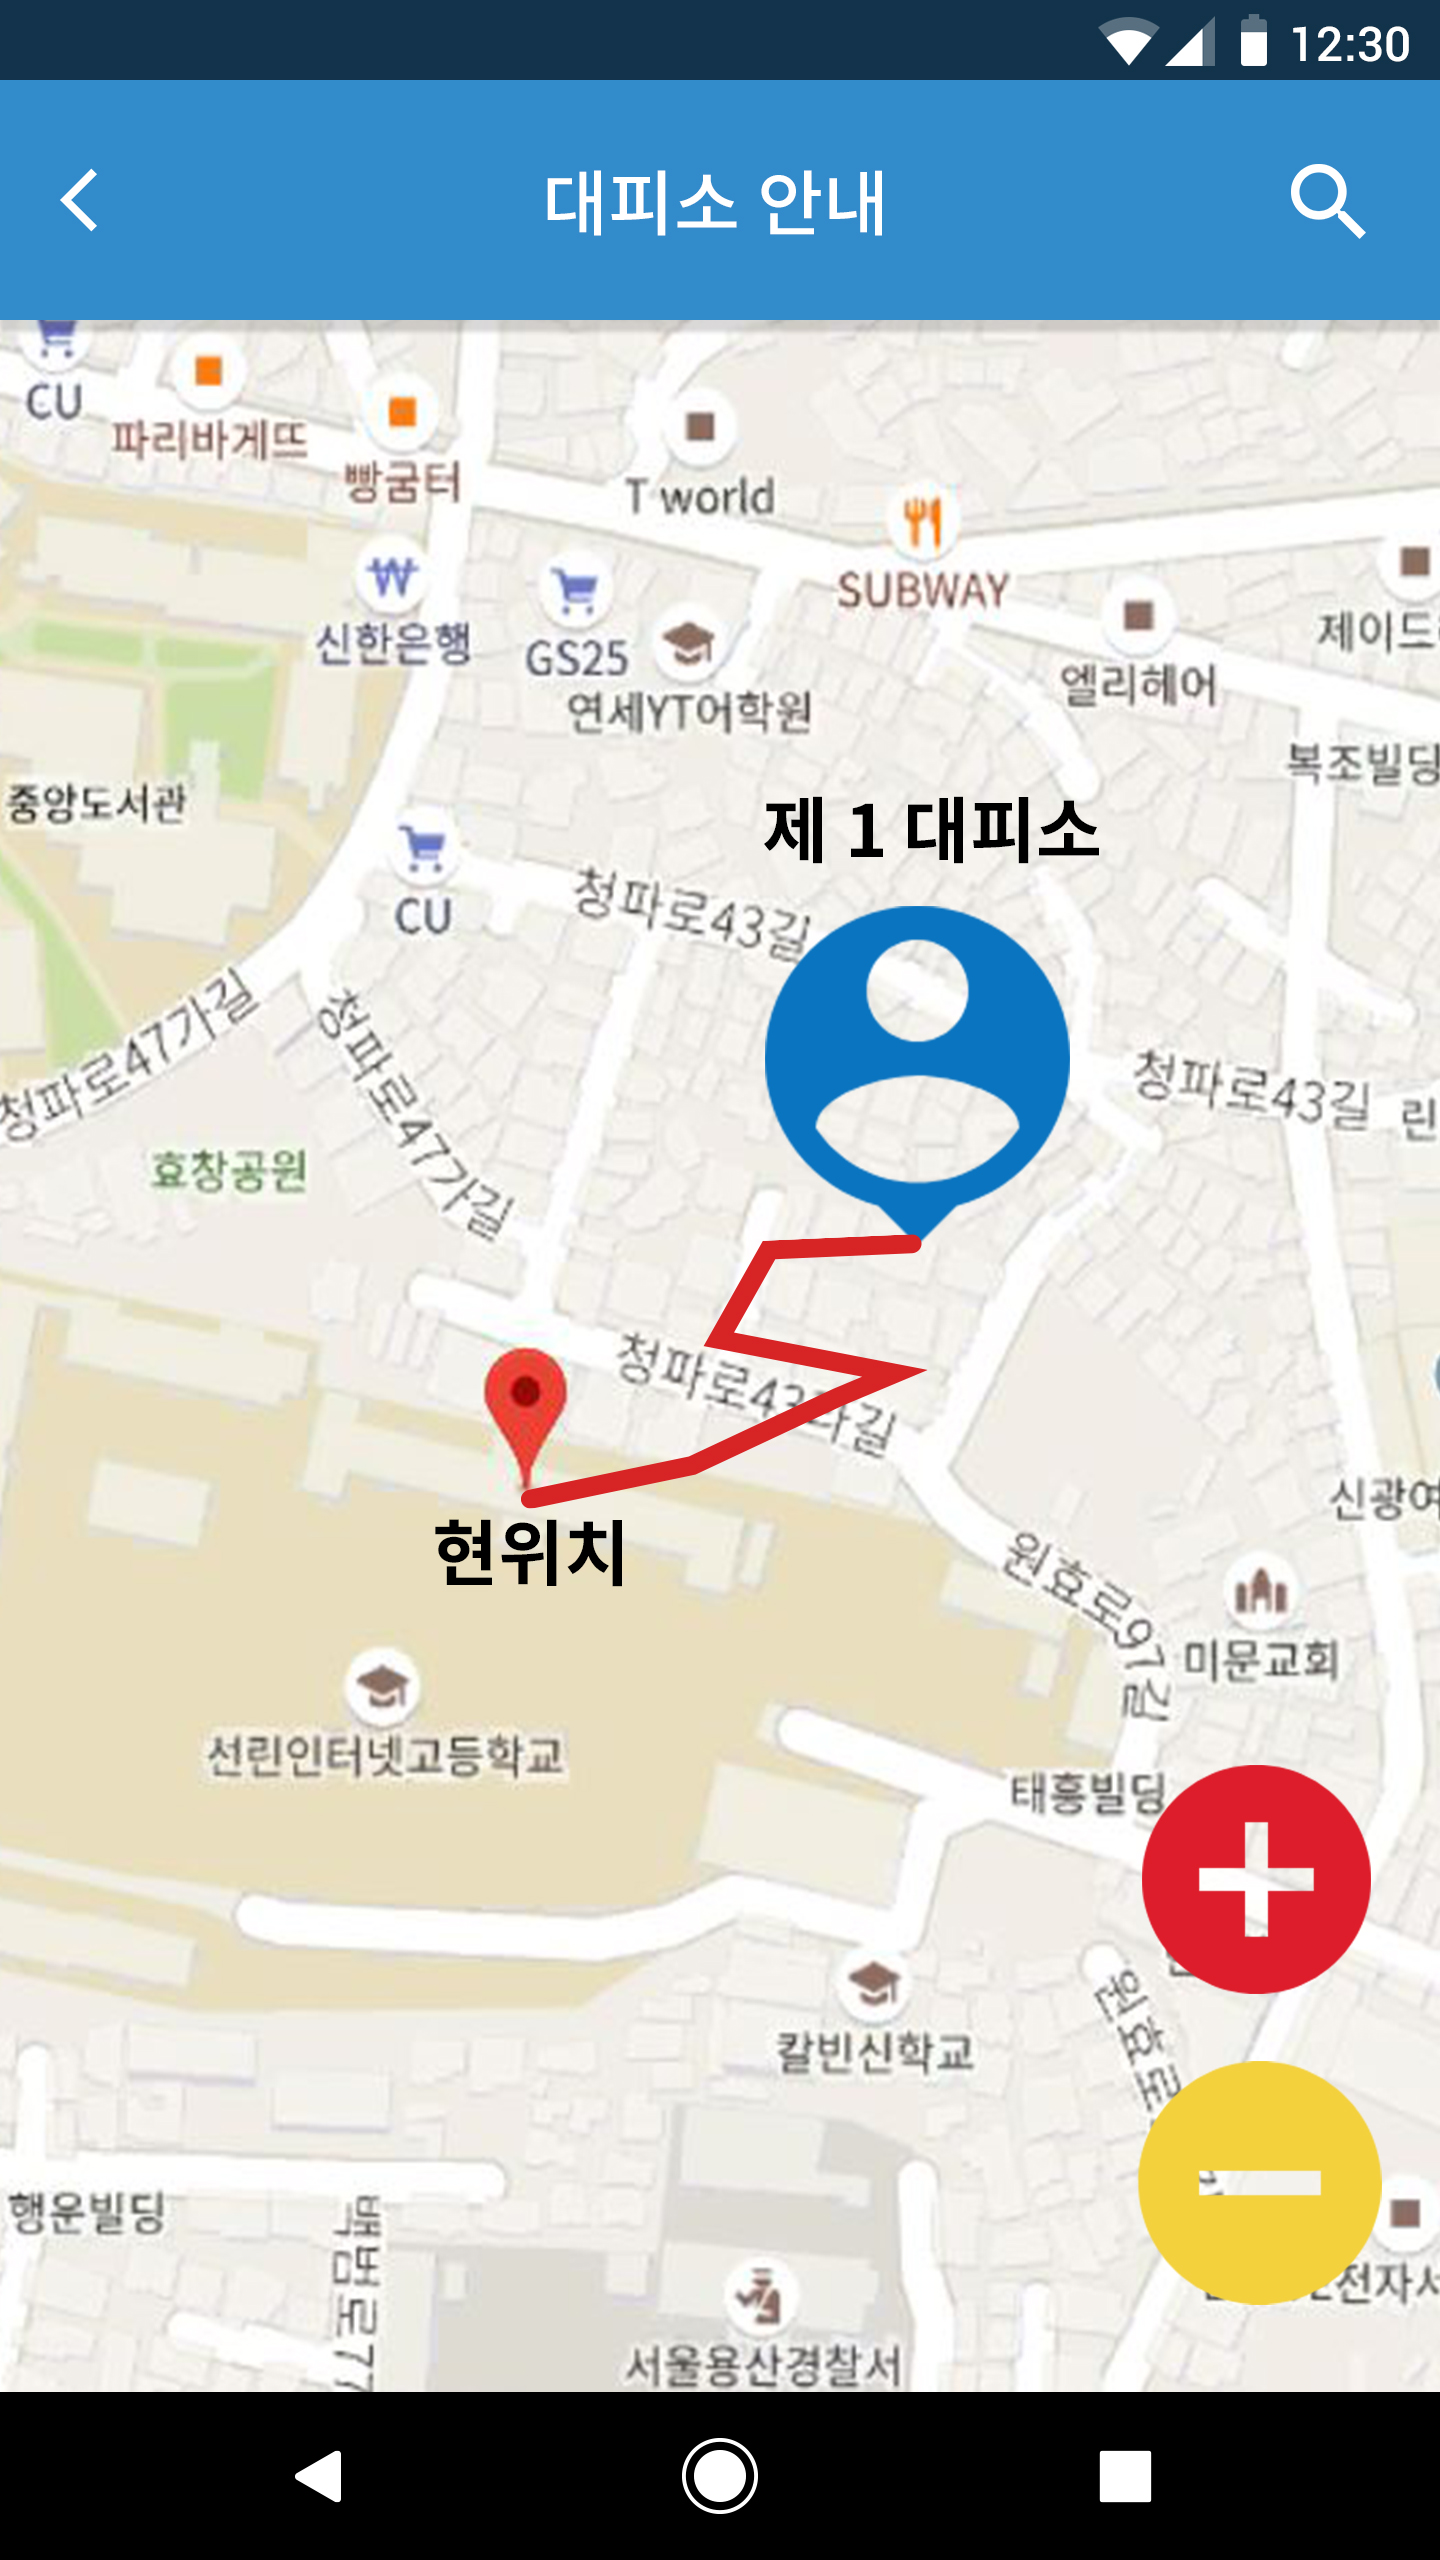 12:30
대피소 안내
CU
파리바게뜨
빵굼터
T world
SUBWAY
신한은행
GS25
연세YT어학원
엘리헤어
제이드
복조빌딩
중앙도서관
제 1 대피소
CU
청파로43길
청파로47가길
청파로47가길
청파로43길
린
효창공원
청파로43다길
현위치
신광여
원효로97길
미문교회
선린인터넷고등학교
태흥빌딩
칼빈신학교
원효로
행운빌딩
백범로77
전자
서울용산경찰서